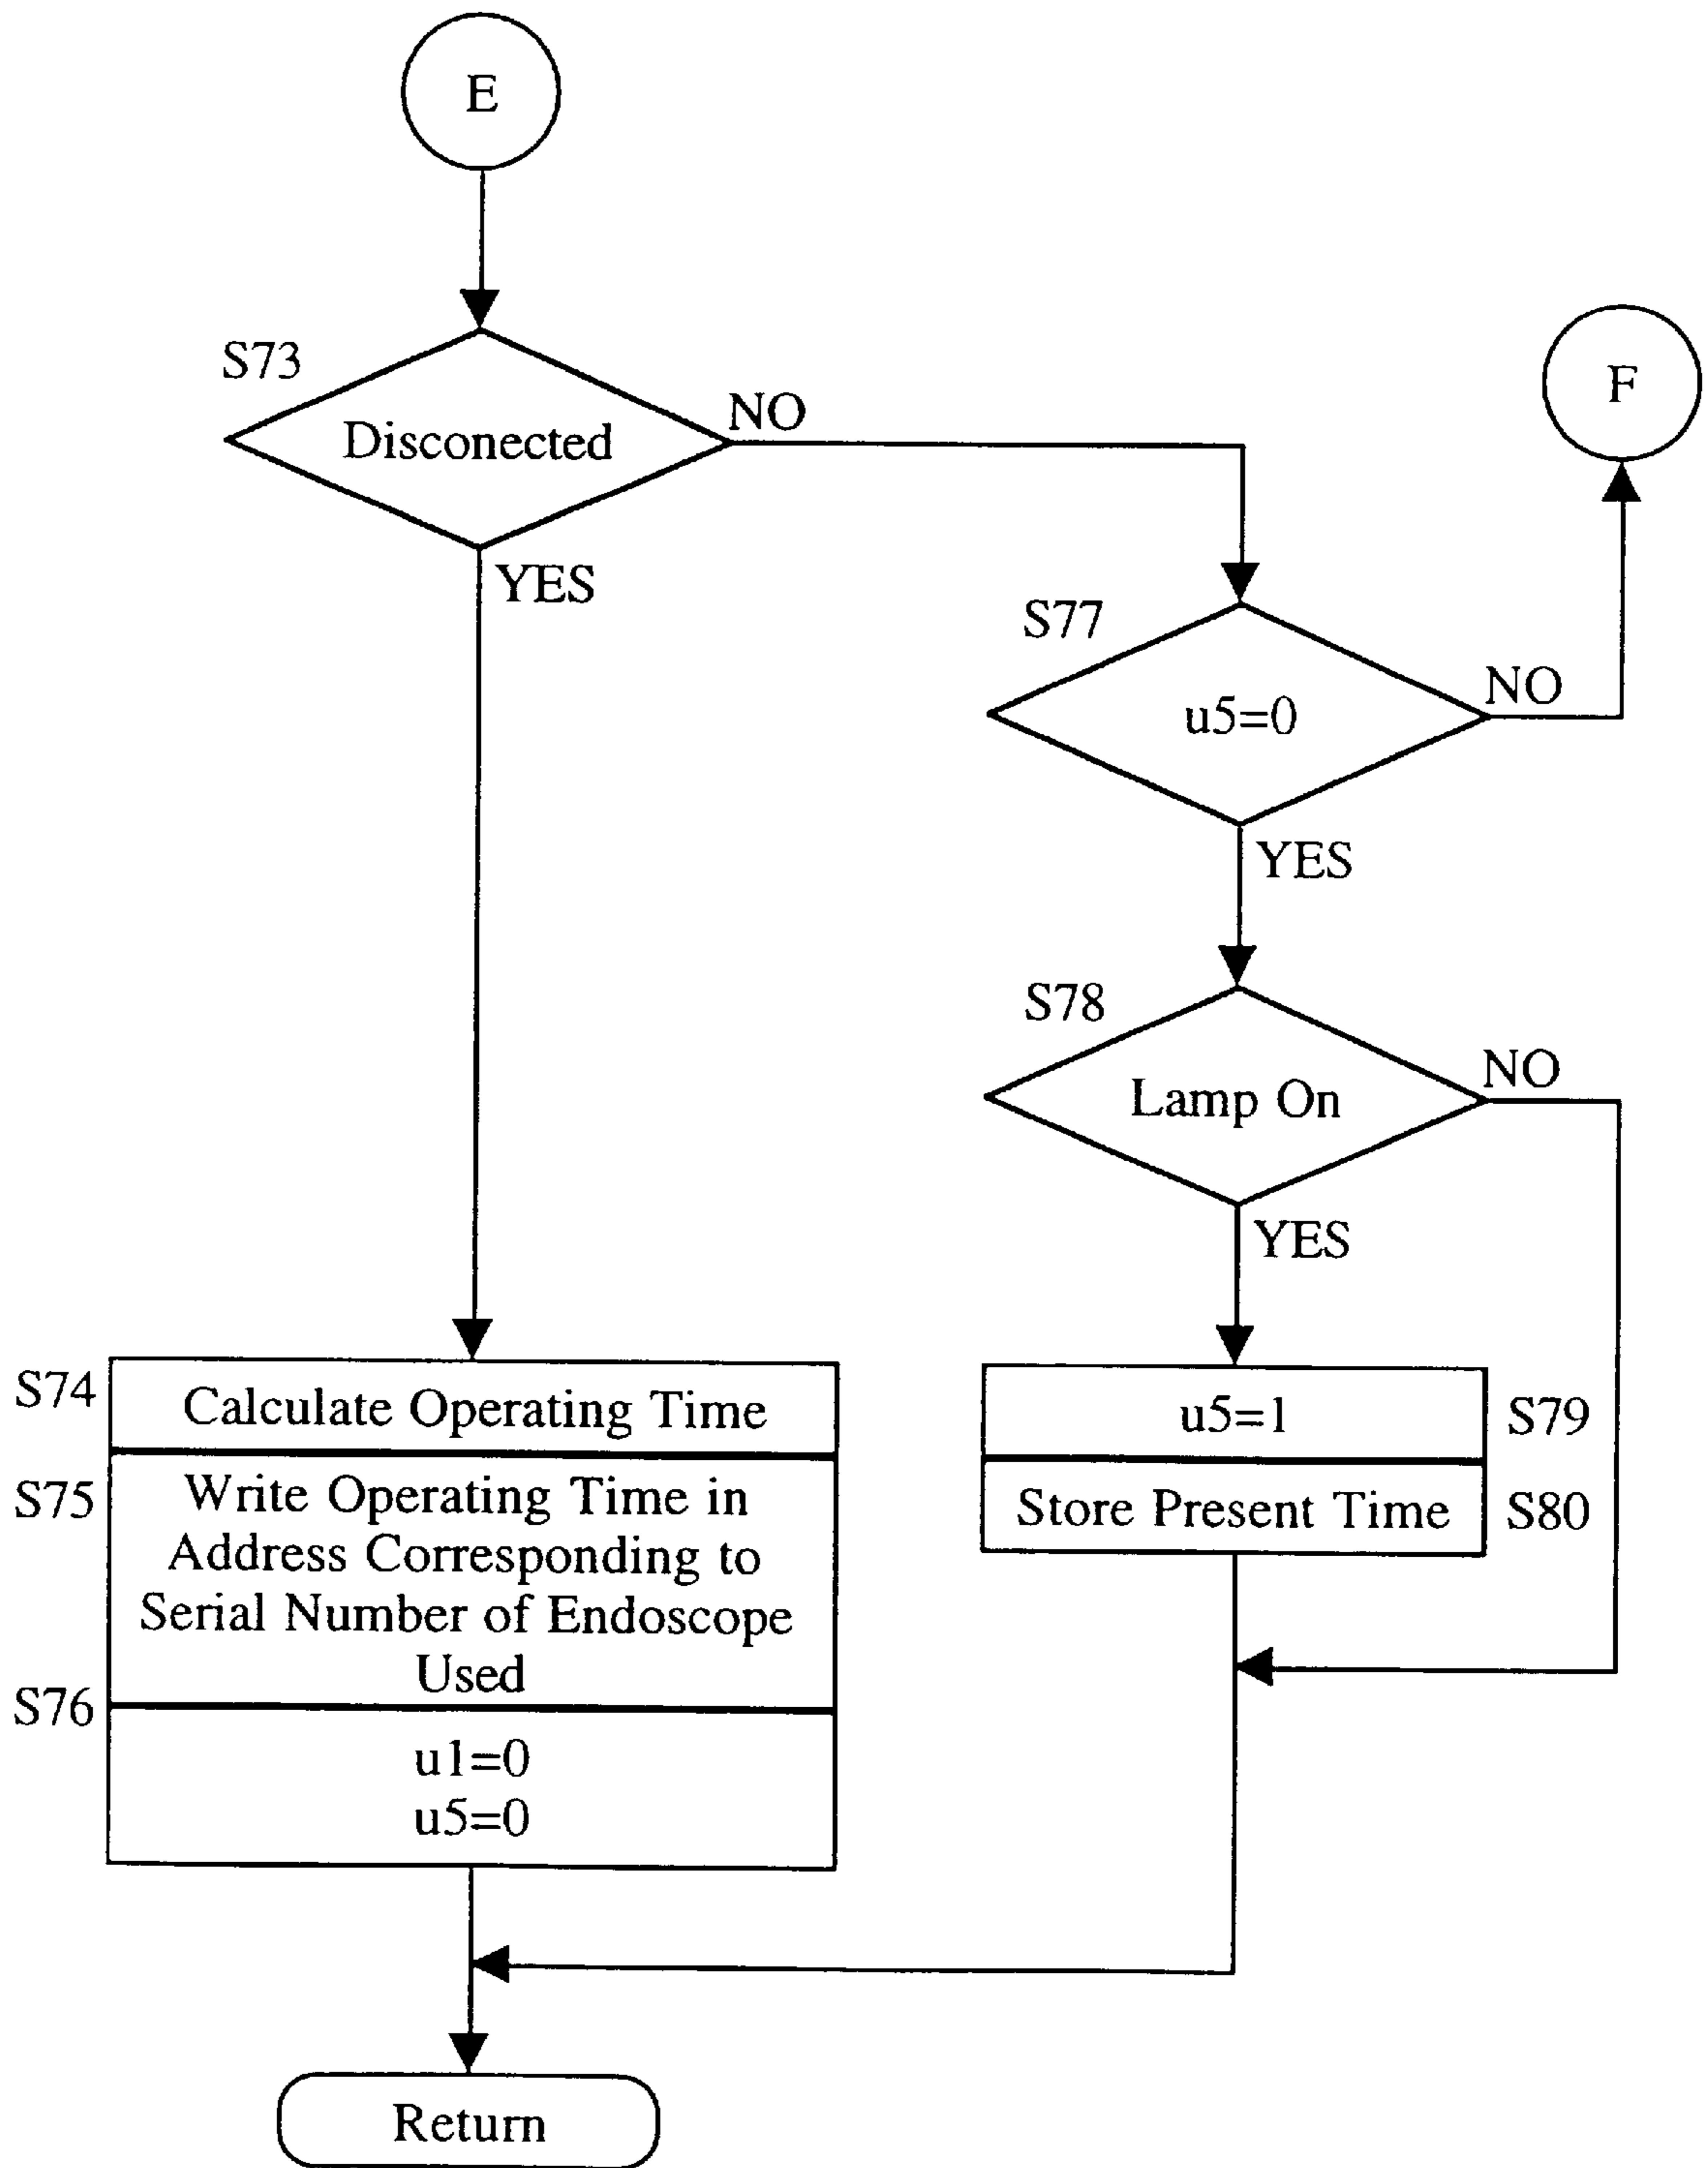 E
S73
Disconected
NO
YES
F
S77
u5=0
NO
YES
S78
Lamp On
NO
YES
S74
Calculate Operating Time
S75
Write Operating Time in
Address Corresponding to
Serial Number of Endoscope
Used
S76
u1=0
u5=0
u5=1
S79
Store Present Time
S80
Return